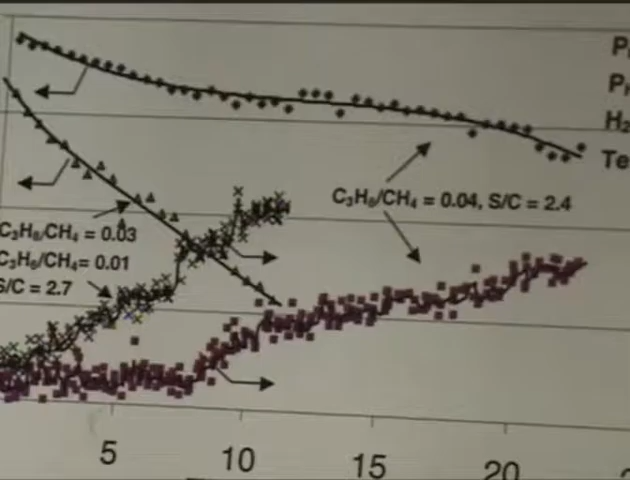 H₂
Te
C₃H₈/CH₄ = 0.04, S/C = 2.4
C₃H₈/CH₄ = 0.03
C₃H₈/CH₄= 0.01
S/C = 2.7
5
10
15
20